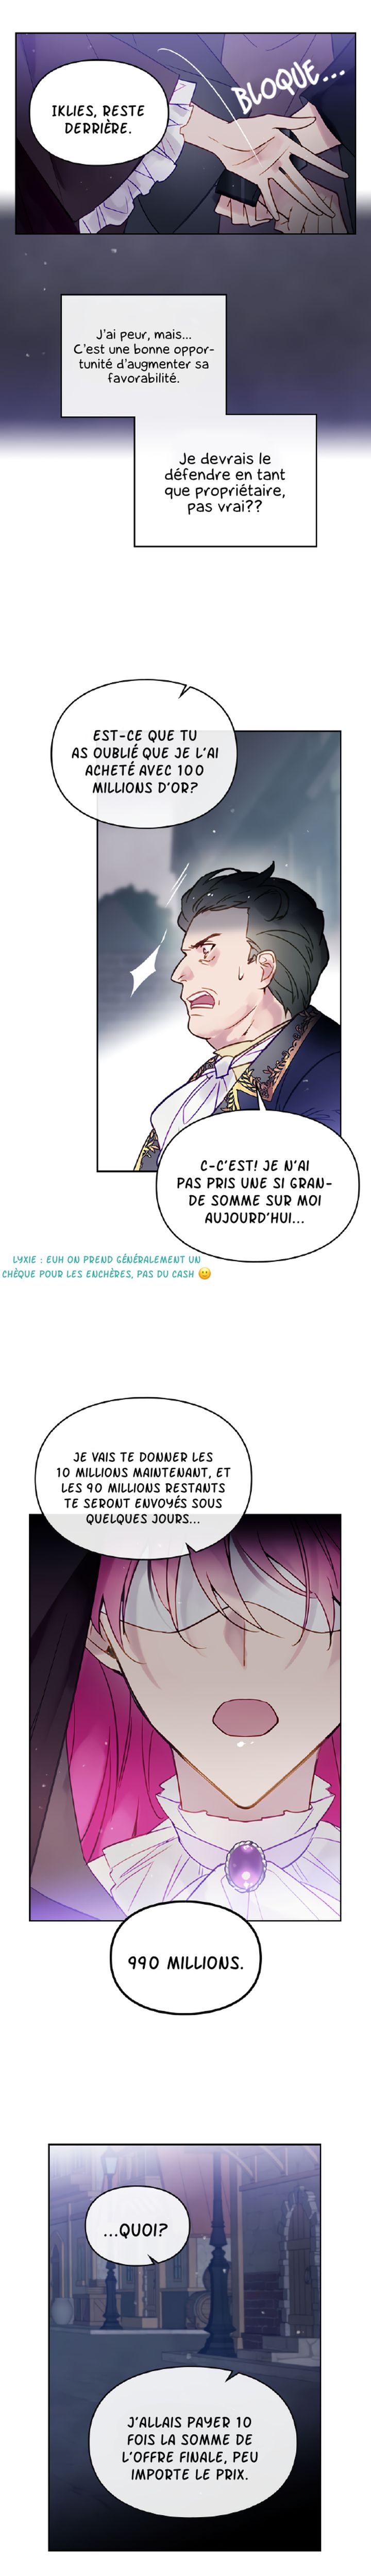 IKLIES, RESTE
DERRIÈRE.
BLOQUE...
J'ai peur, mais...
C'est une bonne oppor-
tunité d'augmenter sa
favorabilité.
Je devrais le
défendre en tant
que propriétaire,
pas vrai??
EST-CE QUE TU
AS OUBLIÉ QUE JE L'AI
ACHETÉ AVEC 100
MILLIONS D'OR?
C-C'EST! JE N'AI
PAS PRIS UNE SI GRAN-
DE SOMME SUR MOI
AUJOURD'HUI...
LYXIE : EUH ON PREND GÉNÉRALEMENT UN
CHÈQUE POUR LES ENCHÈRES, PAS DU CASH 🙂
JE VAIS TE DONNER LES
10 MILLIONS MAINTENANT, ET
LES 90 MILLIONS RESTANTS
TE SERONT ENVOYÉS SOUS
QUELQUES JOURS...
990 MILLIONS.
...QUOI?
J'ALLAIS PAYER 10
FOIS LA SOMME DE
L'OFFRE FINALE, PEU
IMPORTE LE PRIX.